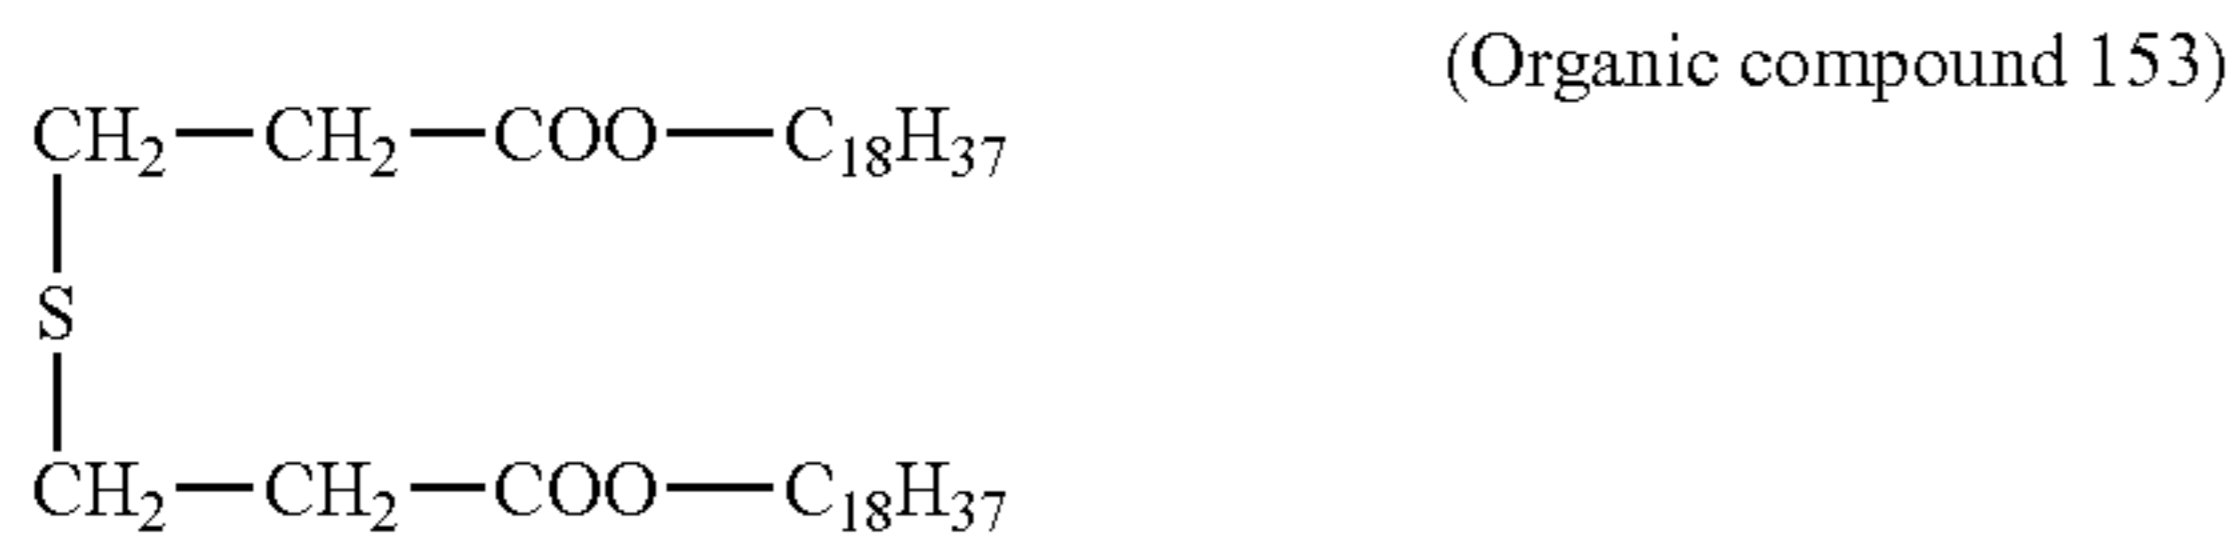 (Organic compound 153)
CH₂—CH₂—COO—C₁₈H₃₇
S
CH₂—CH₂—COO—C₁₈H₃₇